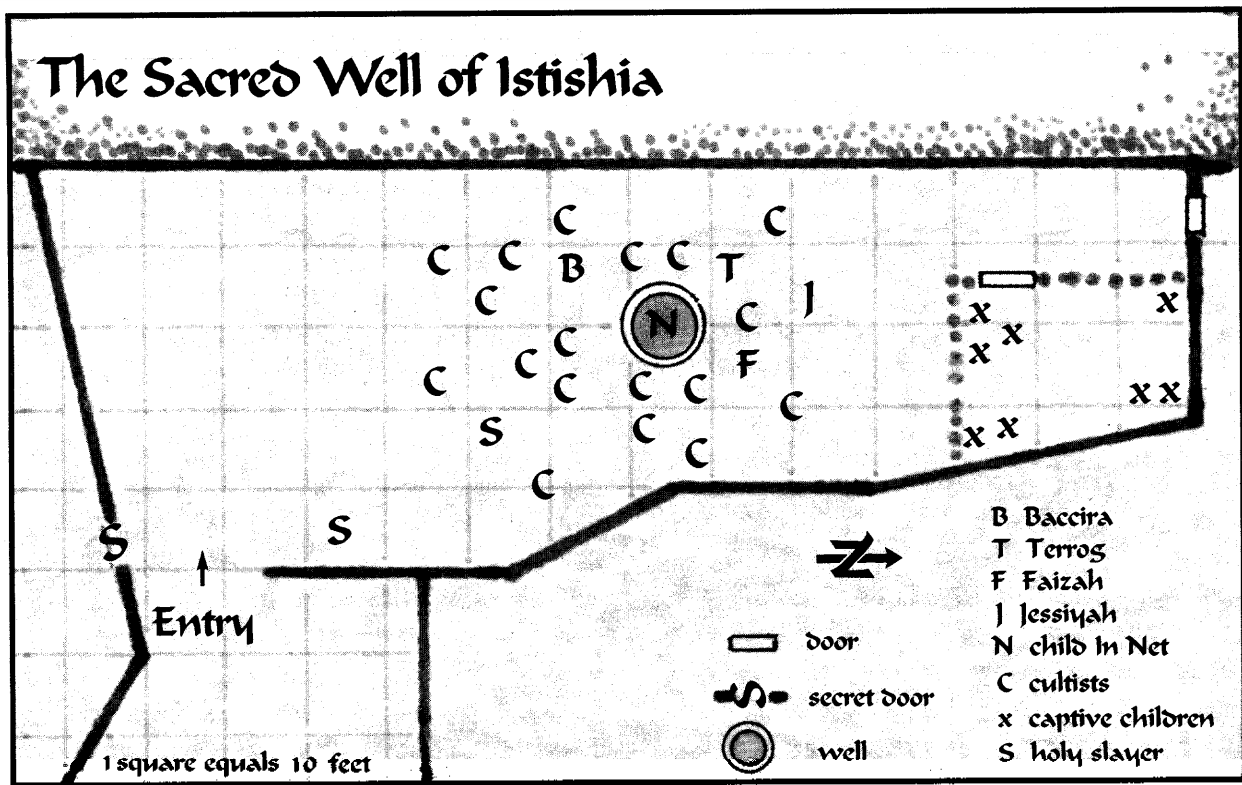 The Sacred Well of Istishia
C C
C C B C C T
C J x
N C x
C x
C F x
C C C C x x
C
S C x x
C
C
S S
N
Entry
B Baccira
T Terrog
F Faizah
J Jessiyah
N child In Net
C cultists
x captive children
S holy slayer
door
S secret door
well
1 square equals 10 feet